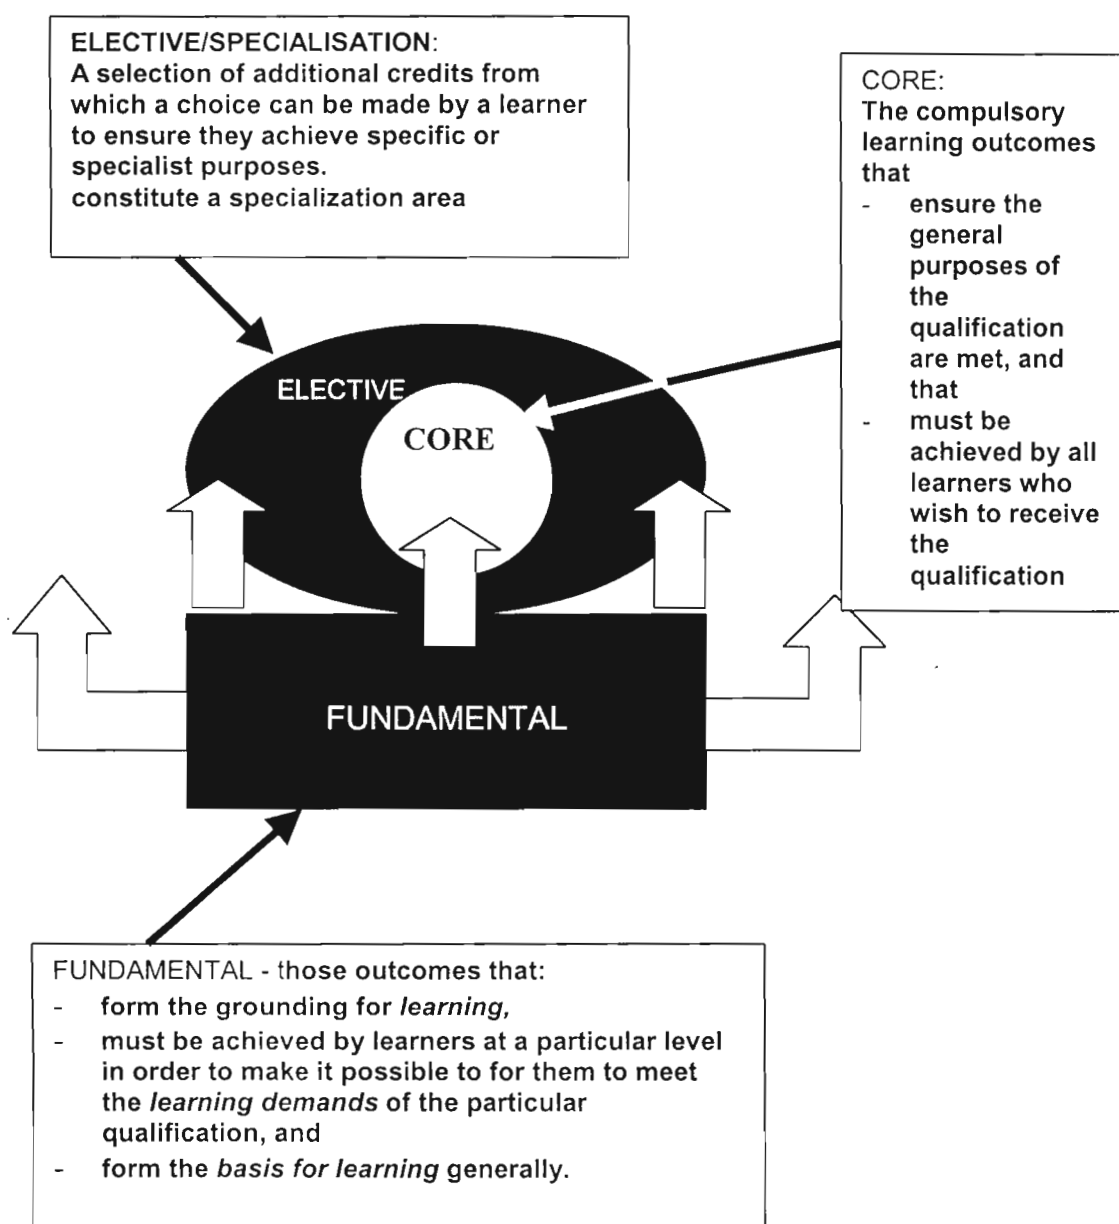 ELECTIVE/SPECIALISATION:
A selection of additional credits from
which a choice can be made by a learner
to ensure they achieve specific or
specialist purposes.
constitute a specialization area
CORE:
The compulsory
learning outcomes
that
- ensure the
general
purposes of
the
qualification
are met, and
that
- must be
achieved by all
learners who
wish to receive
the
qualification
ELECTIVE
CORE
FUNDAMENTAL
FUNDAMENTAL - those outcomes that:
- form the grounding for learning,
- must be achieved by learners at a particular level
in order to make it possible to for them to meet
the learning demands of the particular
qualification, and
- form the basis for learning generally.